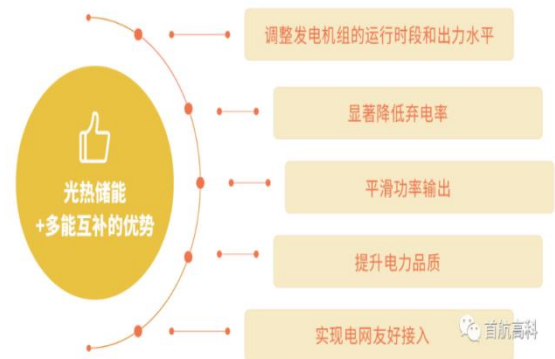 调整发电机组的运行时段和出力水平
显著降低弃电率
光热储能
+多能互补的优势
平滑功率输出
提升电力品质
实现电网友好接入
首航高科